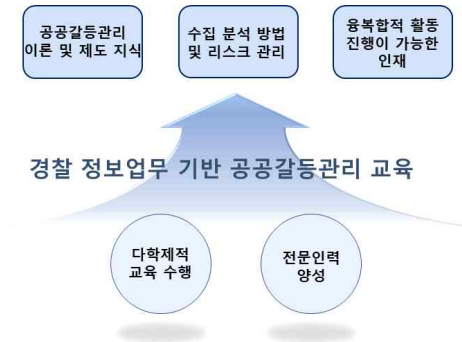 공공갈등관리
이론 및 제도 지식
수집 분석 방법
및 리스크 관리
융복합적 활동
진행이 가능한
인재
경찰 정보업무 기반 공공갈등관리 교육
다학제적
교육 수행
전문인력
양성